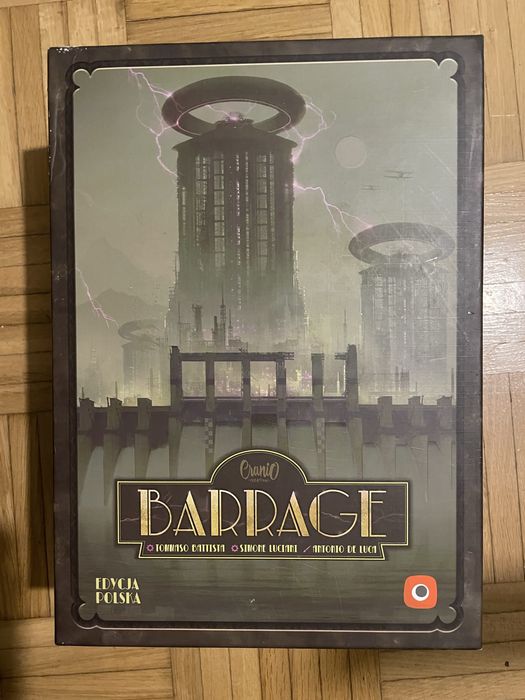 Cranio
BARRAGE
TOMMASO BATTISTA SIMONE LUCIANI ANTONIO DE LUCA
EDYCJA
POLSKA